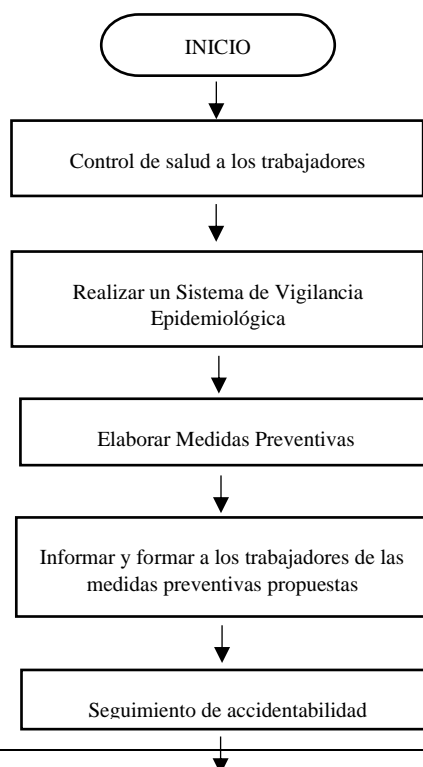 INICIO
Control de salud a los trabajadores
Realizar un Sistema de Vigilancia
Epidemiológica
Elaborar Medidas Preventivas
Informar y formar a los trabajadores de las
medidas preventivas propuestas
Seguimiento de accidentabilidad